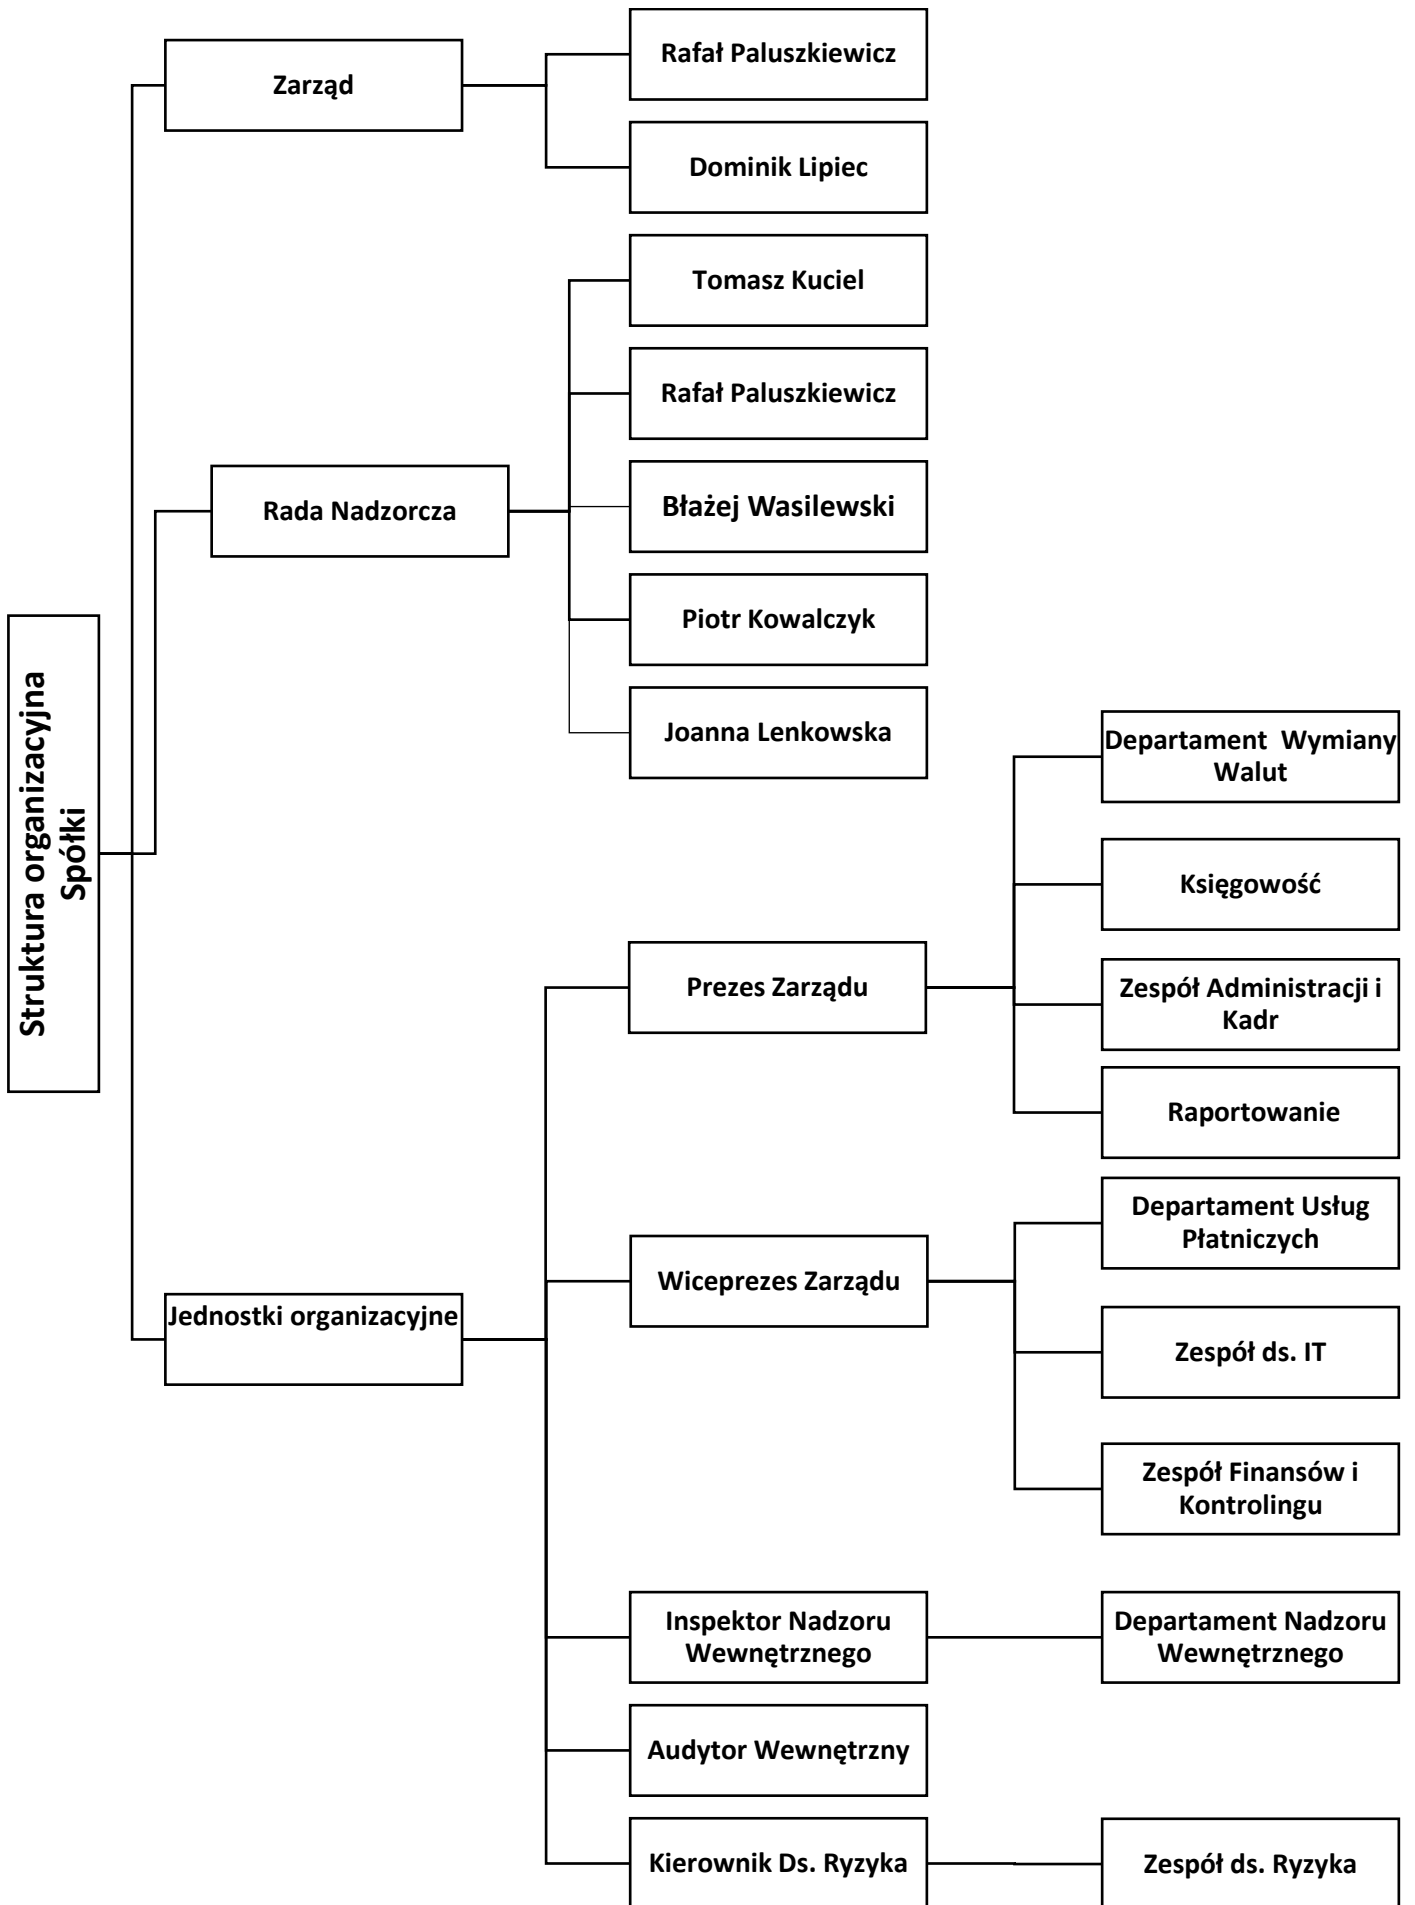 Struktura organizacyjna
Spółki
Zarząd
Rafał Paluszkiewicz
Dominik Lipiec
Rada Nadzorcza
Tomasz Kuciel
Rafał Paluszkiewicz
Błażej Wasilewski
Piotr Kowalczyk
Joanna Lenkowska
Jednostki organizacyjne
Prezes Zarządu
Departament  Wymiany
Walut
Księgowość
Zespół Administracji i
Kadr
Raportowanie
Wiceprezes Zarządu
Departament Usług
Płatniczych
Zespół ds. IT
Zespół Finansów i
Kontrolingu
Inspektor Nadzoru
Wewnętrznego
Departament Nadzoru
Wewnętrznego
Audytor Wewnętrzny
Kierownik Ds. Ryzyka
Zespół ds. Ryzyka